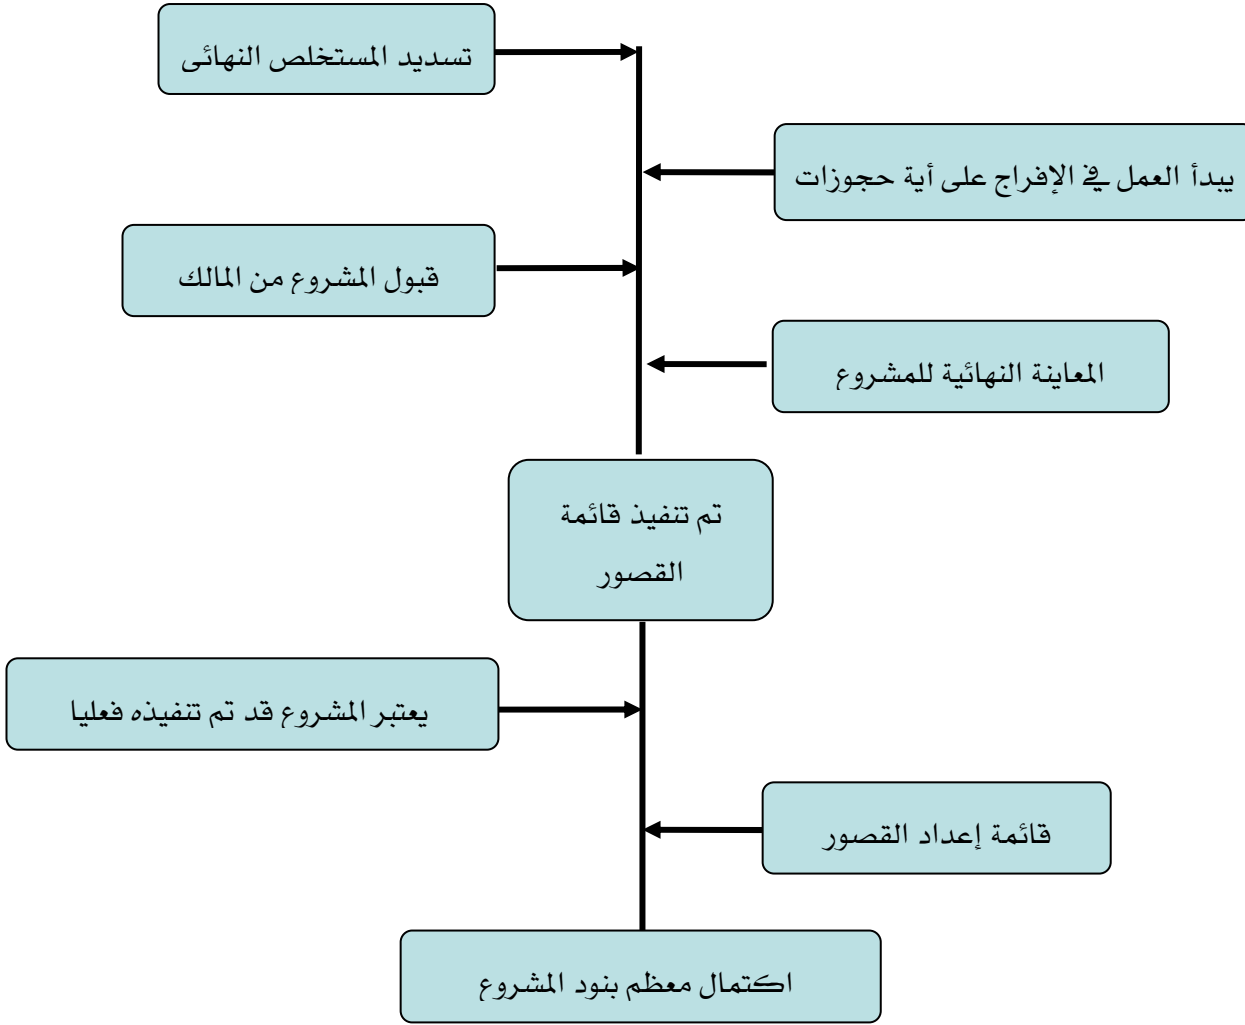 تسديد المستخلص النهائى
يبدأ العمل في الإفراج على أية حجوزات
قبول المشروع من المالك
المعاينة النهائية للمشروع
تم تنفيذ قائمة
القصور
يعتبر المشروع قد تم تنفيذه فعليا
قائمة إعداد القصور
اكتمال معظم بنود المشروع